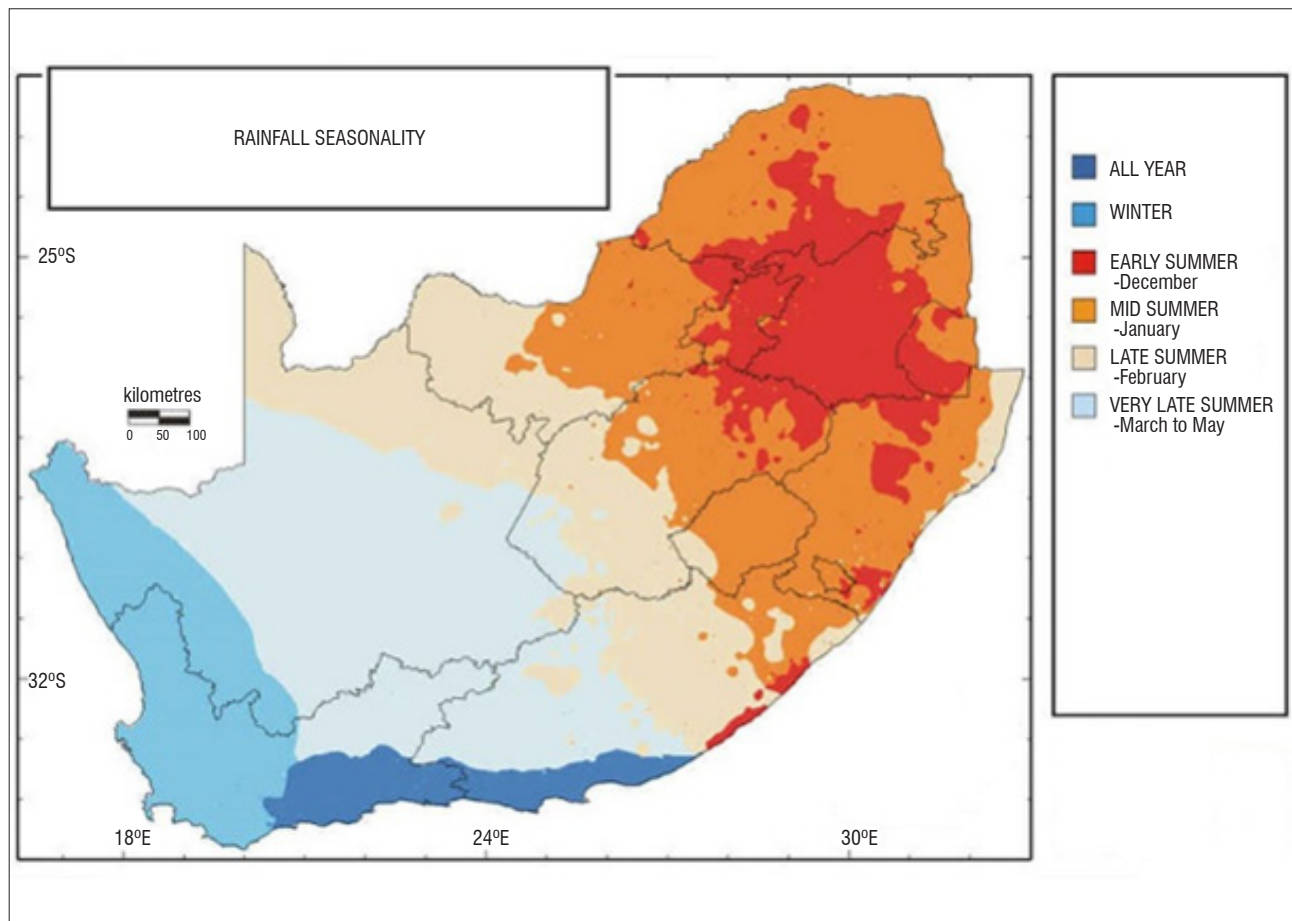 RAINFALL SEASONALITY
25ºS
32ºS
kilometres
0 50 100
18ºE 24ºE 30ºE
ALL YEAR
WINTER
EARLY SUMMER
-December
MID SUMMER
-January
LATE SUMMER
-February
VERY LATE SUMMER
-March to May